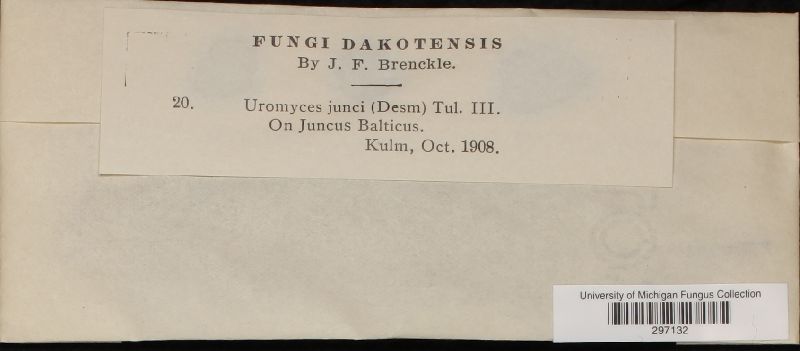 FUNGI DAKOTENSIS
By J. F. Brenckle.
20. Uromyces junci (Desm) Tul. III.
On Juncus Balticus.
Kulm, Oct. 1908.
University of Michigan Fungus Collection
297132